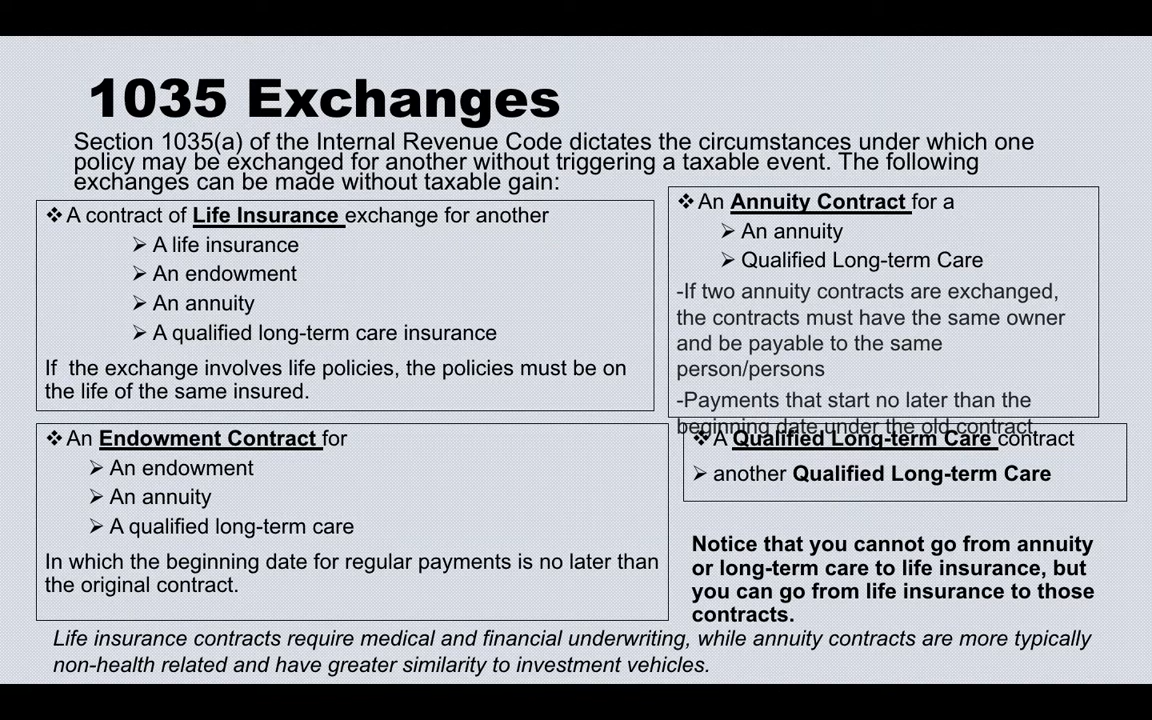 1035 Exchanges
Section 1035(a) of the Internal Revenue Code dictates the circumstances under which one
policy may be exchanged for another without triggering a taxable event. The following
exchanges can be made without taxable gain:
❖A contract of Life Insurance exchange for another
➢ A life insurance
➢ An endowment
➢ An annuity
➢ A qualified long-term care insurance
If the exchange involves life policies, the policies must be on
the life of the same insured.
❖ An Annuity Contract for a
➢ An annuity
➢ Qualified Long-term Care
-If two annuity contracts are exchanged,
the contracts must have the same owner
and be payable to the same
person/persons
-Payments that start no later than the
beginning date under the old contract
❖An Endowment Contract for
➢ An endowment
➢ An annuity
➢ A qualified long-term care
In which the beginning date for regular payments is no later than
the original contract.
❖A Qualified Long-term Care contract
➢ another Qualified Long-term Care
Notice that you cannot go from annuity
or long-term care to life insurance, but
you can go from life insurance to those
contracts.
Life insurance contracts require medical and financial underwriting, while annuity contracts are more typically
non-health related and have greater similarity to investment vehicles.